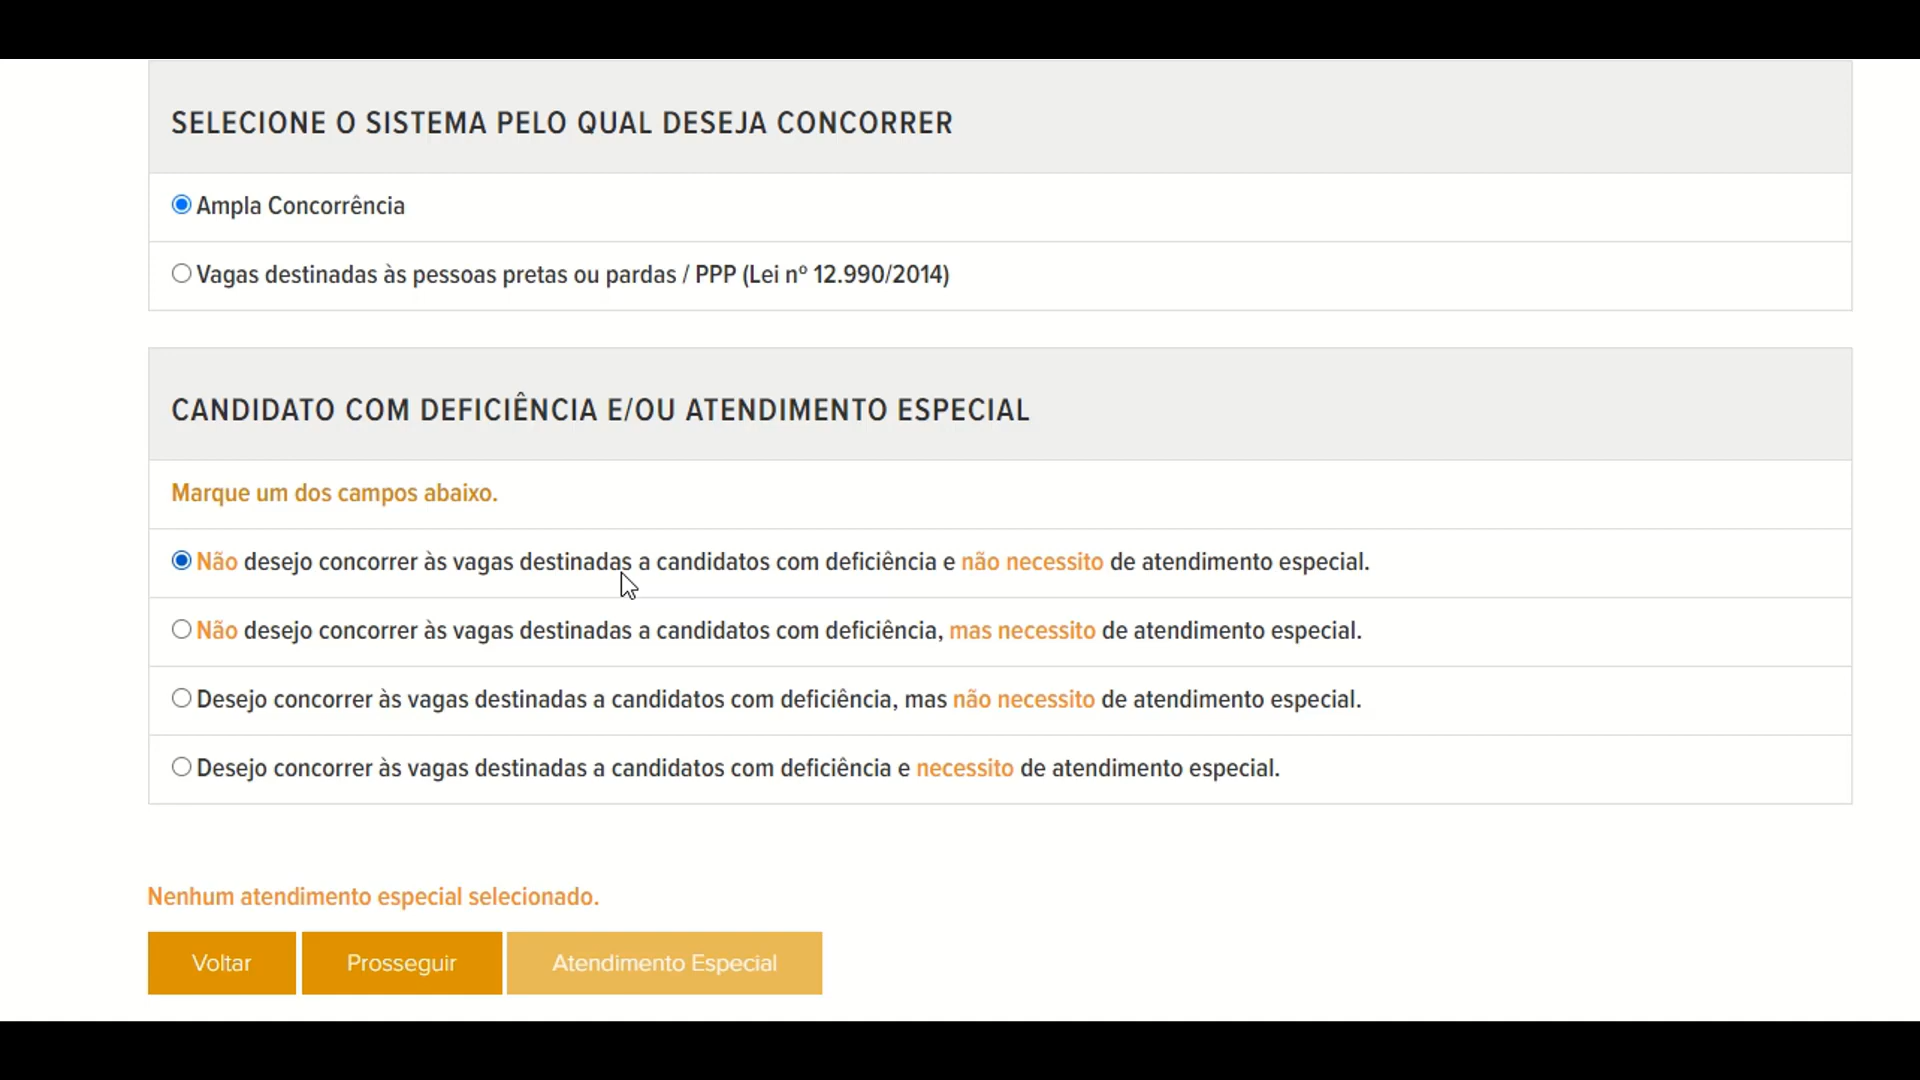 SELECIONE O SISTEMA PELO QUAL DESEJA CONCORRER
Ampla Concorrência
Vagas destinadas às pessoas pretas ou pardas / PPP (Lei nº 12.990/2014)
CANDIDATO COM DEFICIÊNCIA E/OU ATENDIMENTO ESPECIAL
Marque um dos campos abaixo.
Não desejo concorrer às vagas destinadas a candidatos com deficiência e não necessito de atendimento especial.
Não desejo concorrer às vagas destinadas a candidatos com deficiência, mas necessito de atendimento especial.
Desejo concorrer às vagas destinadas a candidatos com deficiência, mas não necessito de atendimento especial.
Desejo concorrer às vagas destinadas a candidatos com deficiência e necessito de atendimento especial.
Nenhum atendimento especial selecionado.
Voltar Prosseguir Atendimento Especial